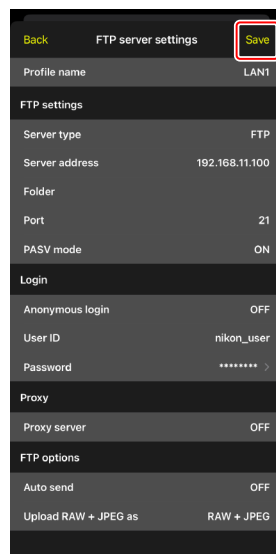 Back FTP server settings Save
Profile name LAN1
FTP settings
Server type FTP
Server address 192.168.11.100
Folder
Port 21
PASV mode ON
Login
Anonymous login OFF
User ID nikon_user
Password ******** >
Proxy
Proxy server OFF
FTP options
Auto send OFF
Upload RAW + JPEG as RAW + JPEG